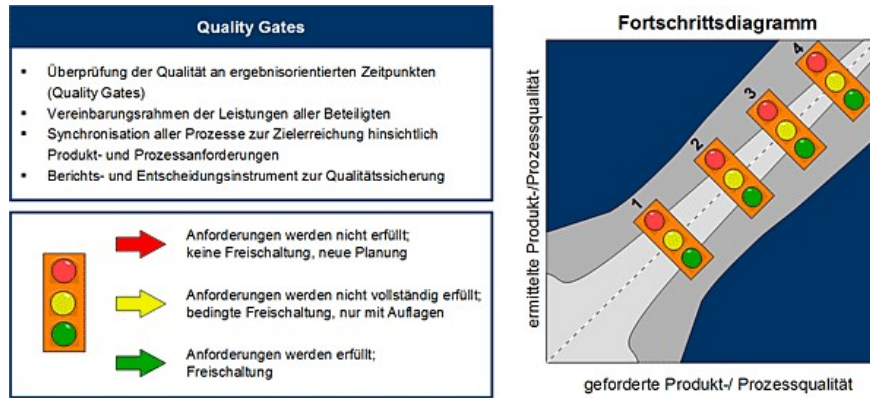 Quality Gates
Überprüfung der Qualität an ergebnisorientierten Zeitpunkten
(Quality Gates)
Vereinbarungsrahmen der Leistungen aller Beteiligten
Synchronisation aller Prozesse zur Zielerreichung hinsichtlich
Produkt- und Prozessanforderungen
Berichts- und Entscheidungsinstrument zur Qualitätssicherung
Anforderungen werden nicht erfüllt;
keine Freischaltung, neue Planung
Anforderungen werden nicht vollständig erfüllt;
bedingte Freischaltung, nur mit Auflagen
Anforderungen werden erfüllt;
Freischaltung
Fortschrittsdiagramm
ermittelte Produkt-/Prozessqualität
1
2
3
4
geforderte Produkt-/ Prozessqualität